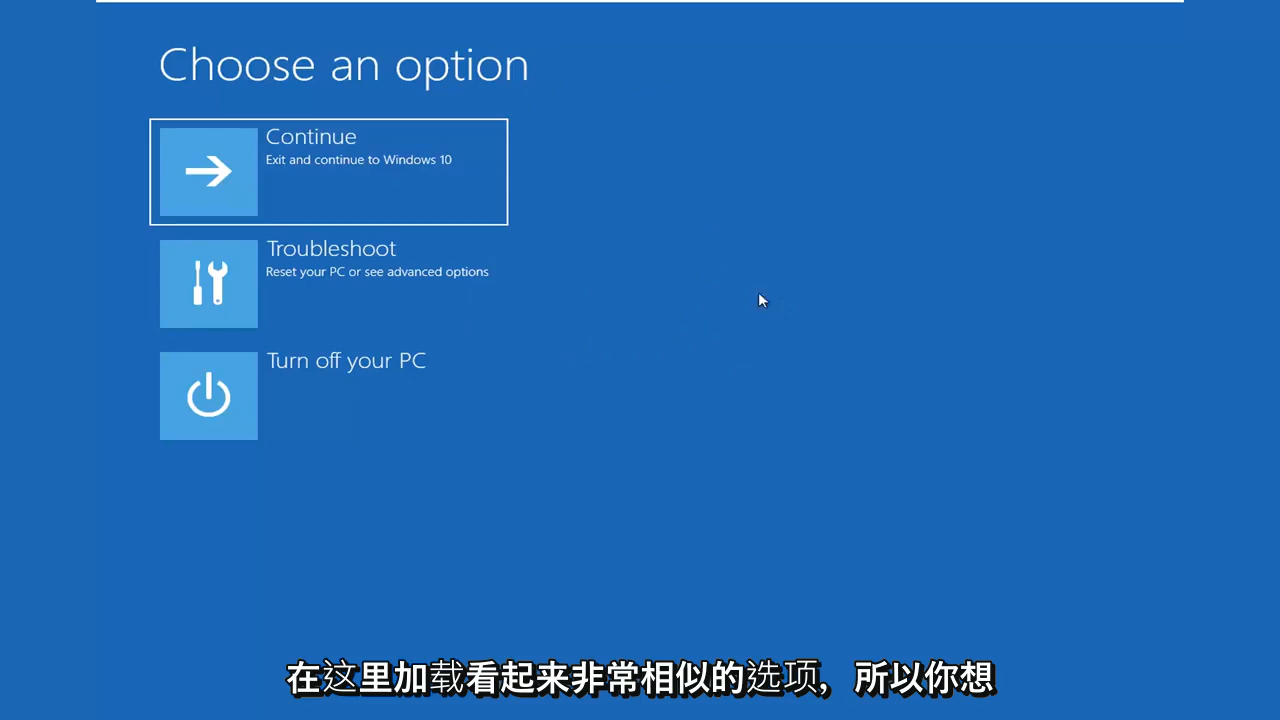 Choose an option
Continue
Exit and continue to Windows 10
Troubleshoot
Reset your PC or see advanced options
Turn off your PC
在这里加载看起来非常相似的选项，所以你想